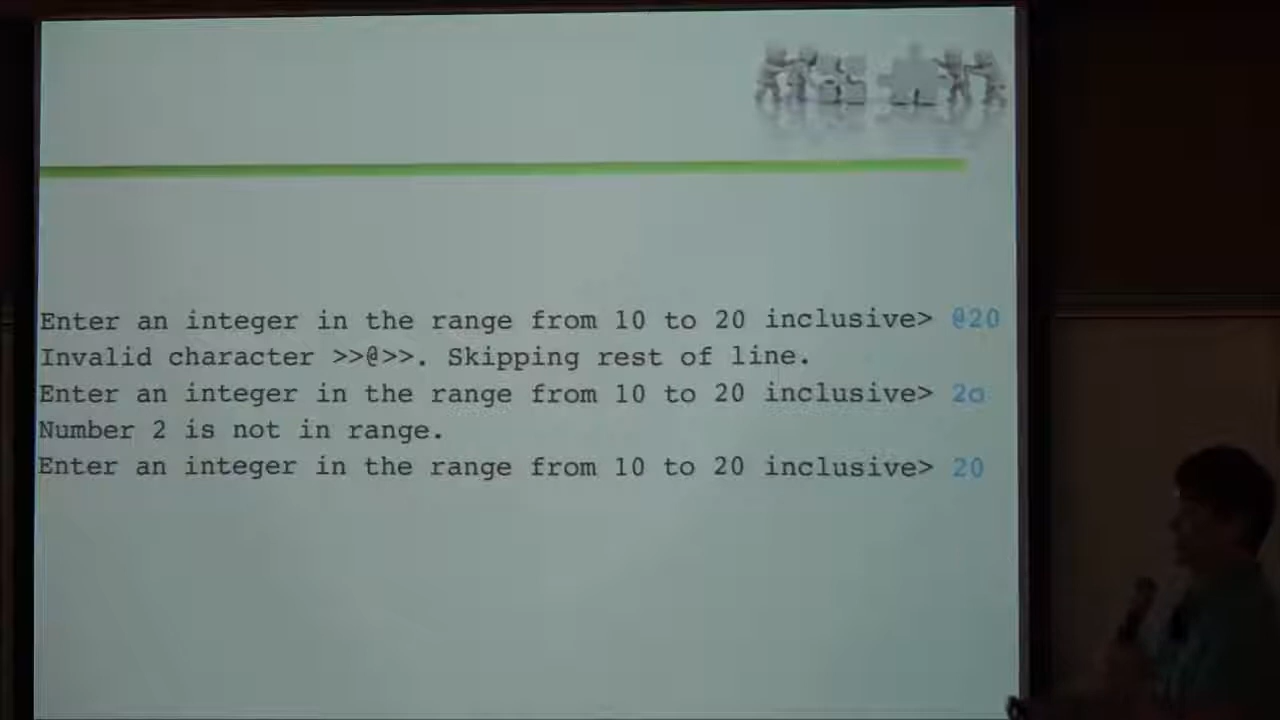 Enter an integer in the range from 10 to 20 inclusive> @20
Invalid character >>@>>. Skipping rest of line.
Enter an integer in the range from 10 to 20 inclusive> 2o
Number 2 is not in range.
Enter an integer in the range from 10 to 20 inclusive> 20